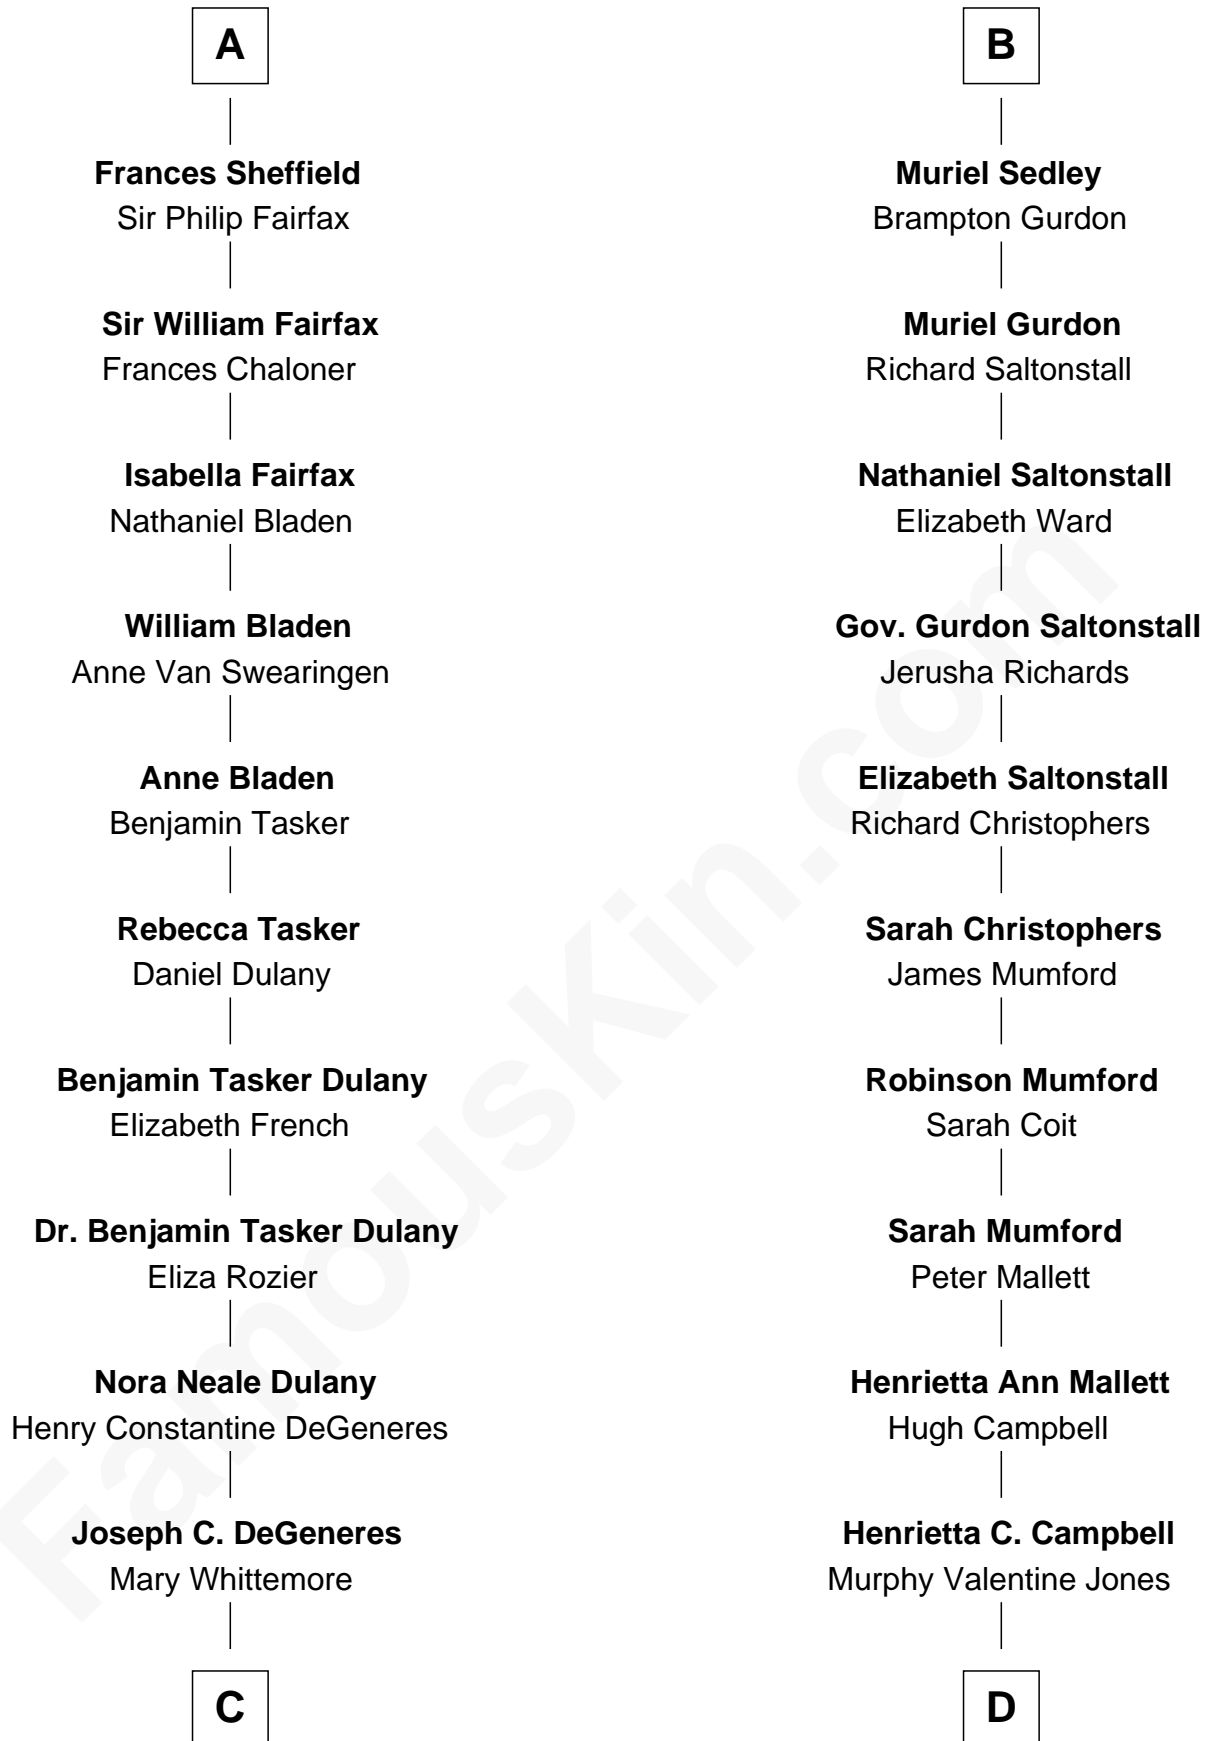 A
Frances Sheffield
Sir Philip Fairfax
Sir William Fairfax
Frances Chaloner
Isabella Fairfax
Nathaniel Bladen
William Bladen
Anne Van Swearingen
Anne Bladen
Benjamin Tasker
Rebecca Tasker
Daniel Dulany
Benjamin Tasker Dulany
Elizabeth French
Dr. Benjamin Tasker Dulany
Eliza Rozier
Nora Neale Dulany
Henry Constantine DeGeneres
Joseph C. DeGeneres
Mary Whittemore
C
B
Muriel Sedley
Brampton Gurdon
Muriel Gurdon
Richard Saltonstall
Nathaniel Saltonstall
Elizabeth Ward
Gov. Gurdon Saltonstall
Jerusha Richards
Elizabeth Saltonstall
Richard Christophers
Sarah Christophers
James Mumford
Robinson Mumford
Sarah Coit
Sarah Mumford
Peter Mallett
Henrietta Ann Mallett
Hugh Campbell
Henrietta C. Campbell
Murphy Valentine Jones
D
FamousKin.com